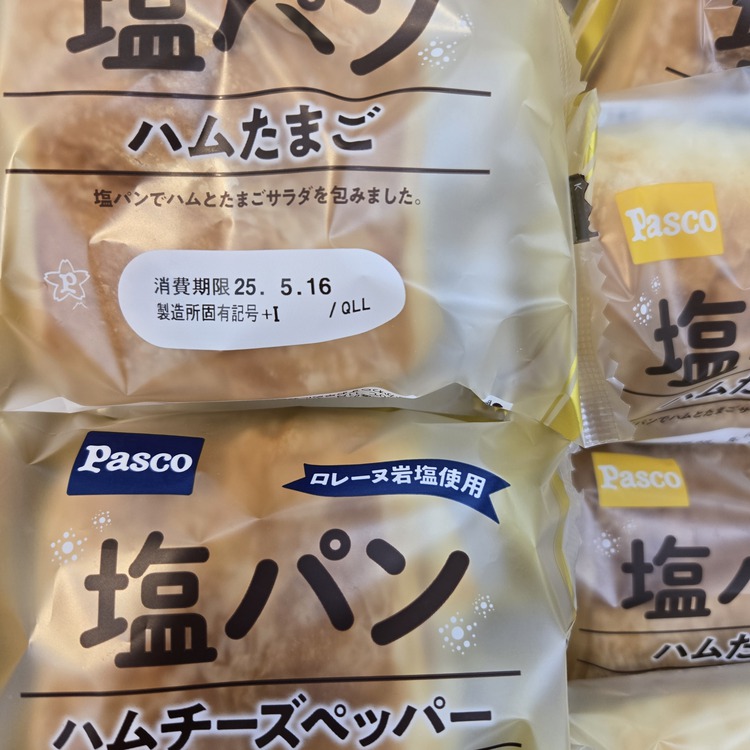 塩パン
ハムたまご
塩パンでハムとたまごサラダを包みました。
消費期限 25. 5.16
製造所固有記号 +I /QLL
Pasco
ロレーヌ岩塩使用
塩パン
ハムチーズペッパー
Pasco
塩
Pasco
塩パ
ハムた